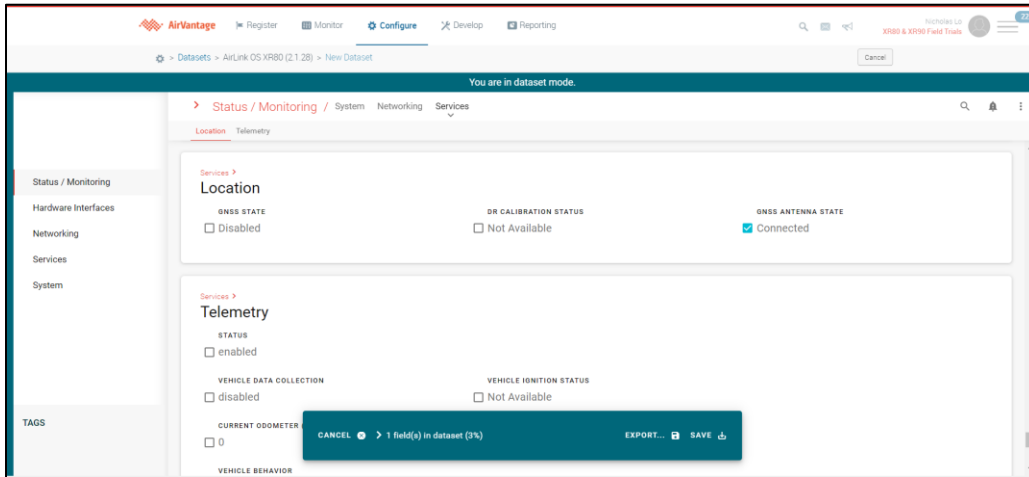 AirVantage Register Monitor Configure Develop Reporting
Nicholas Lo
XR80 & XR90 Field Trials
22
> Datasets > AirLink OS XR80 (2.1.28) > New Dataset
Cancel
You are in dataset mode.
> Status / Monitoring / System Networking Services
Location Telemetry
Status / Monitoring
Hardware Interfaces
Networking
Services
System
TAGS
Services >
Location
GNSS STATE DR CALIBRATION STATUS GNSS ANTENNA STATE
Disabled Not Available Connected
Services >
Telemetry
STATUS
enabled
VEHICLE DATA COLLECTION VEHICLE IGNITION STATUS
disabled Not Available
CURRENT ODOMETER
0
VEHICLE BEHAVIOR
CANCEL > 1 field(s) in dataset (3%) EXPORT... SAVE